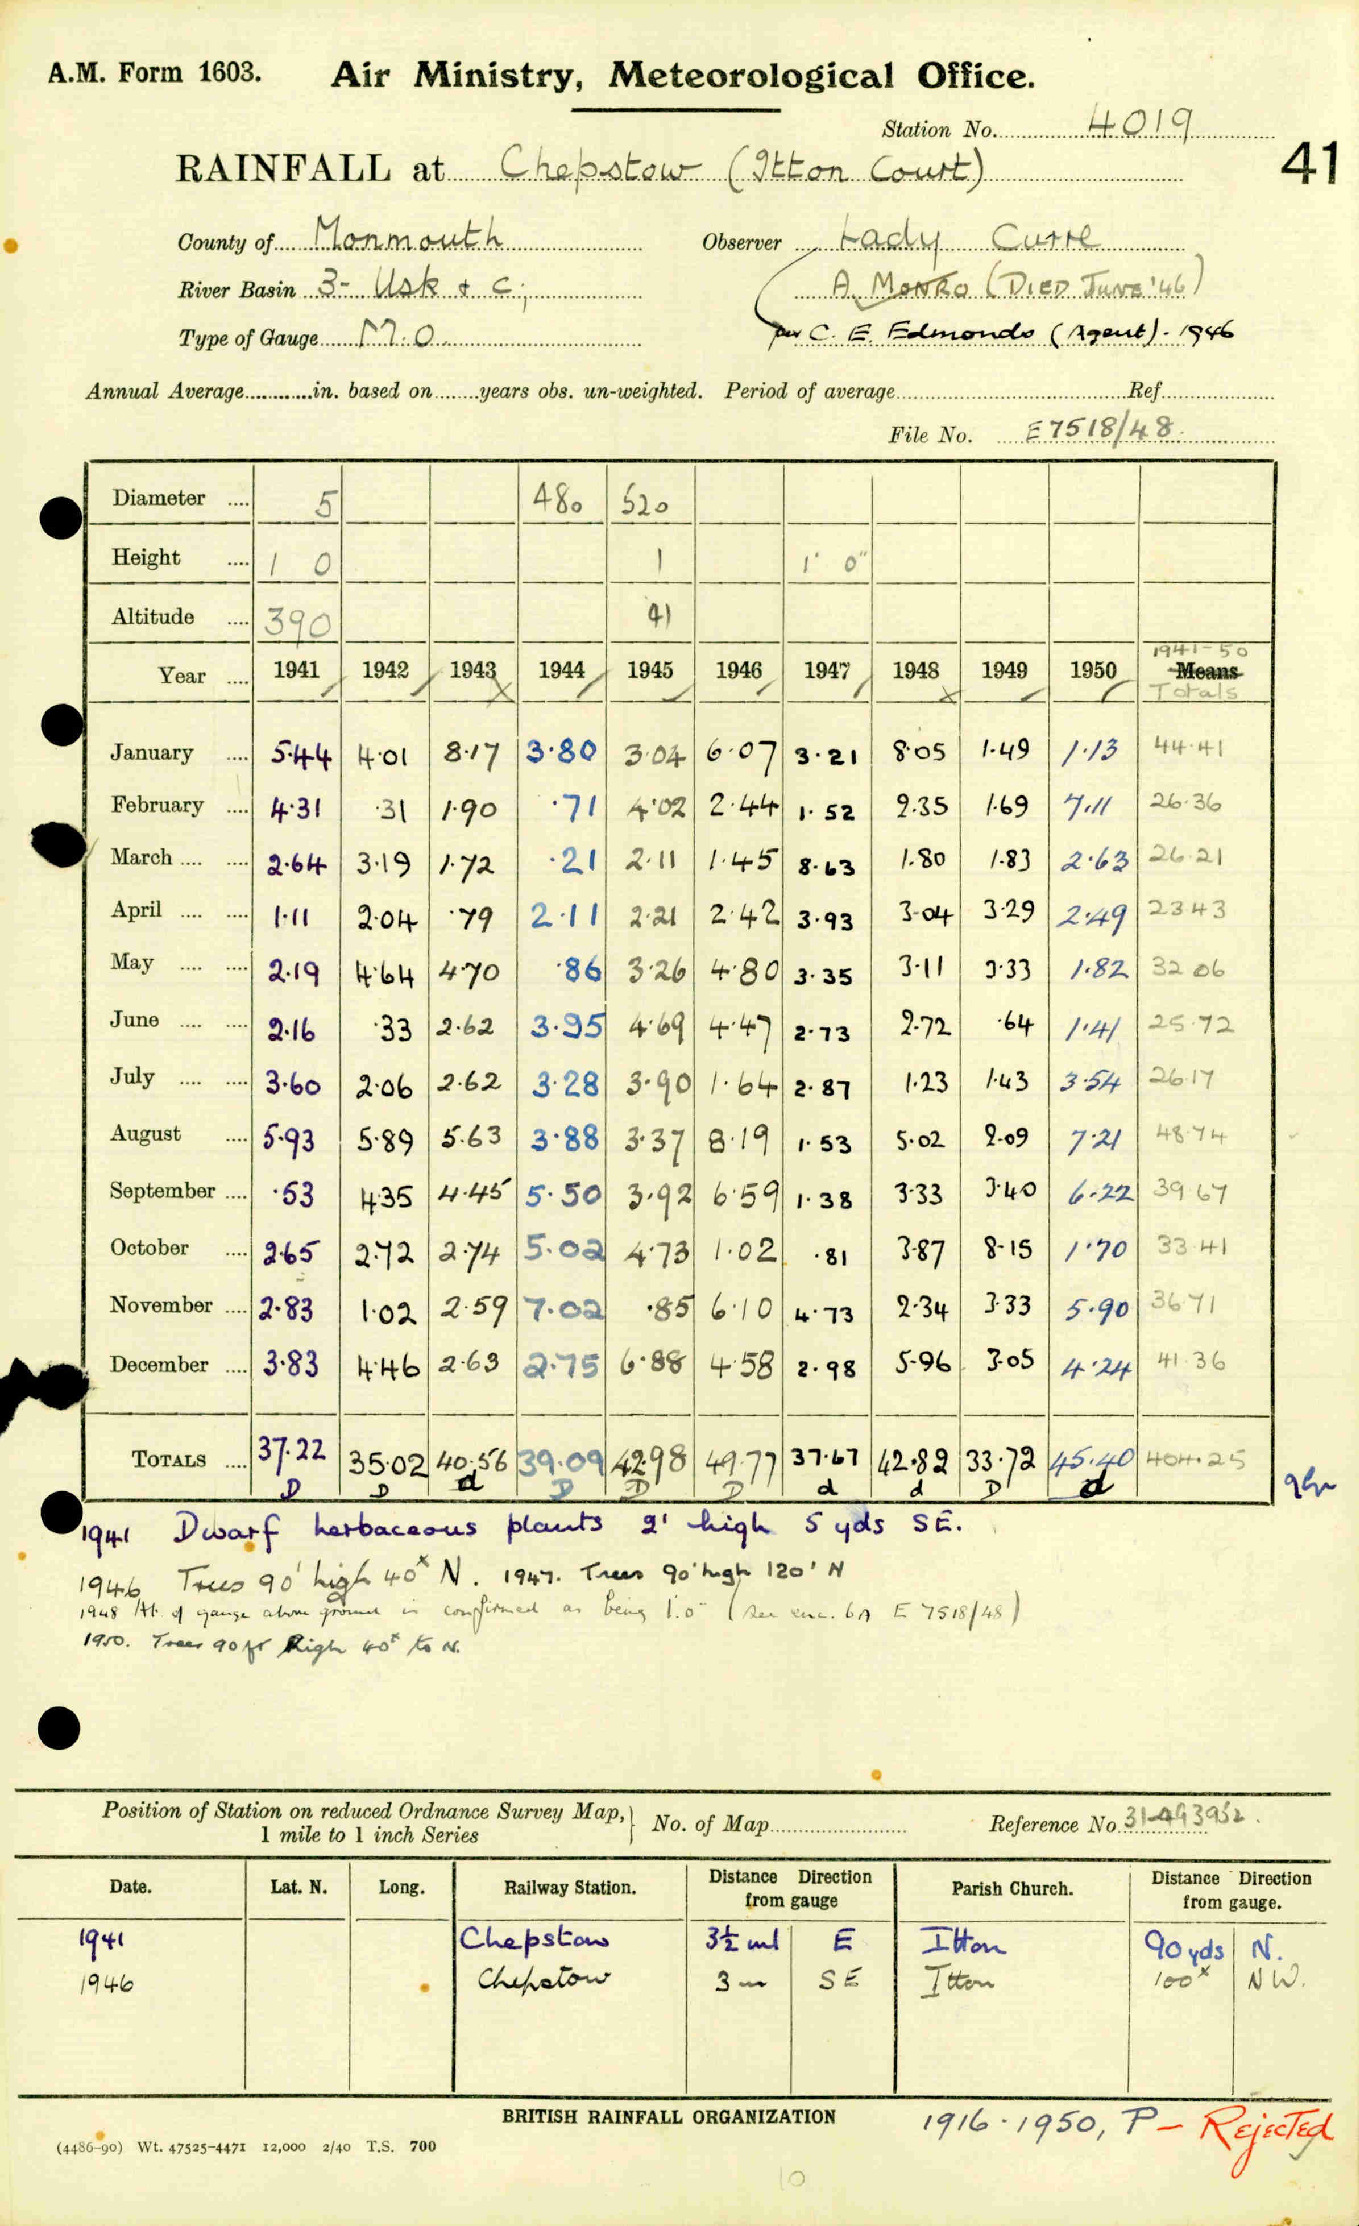 A.M. Form 1603. Air Ministry, Meteorological Office.
Station No. 4019
41
RAINFALL at Chepstow (Itton Court)
County of Monmouth Observer Lady Curre
River Basin 3- Usk & c; A. MONRO (DIED JUNE '46)
Type of Gauge M.O per C. E. Edmonds (Agent) - 1946
Annual Average in. based on years obs. un-weighted. Period of average Ref
File No. E7518/48
Diameter 5 480 520
Height 1 0 1 1' 0"
Altitude 390 41
1941-50
Year 1941 1942 1943 1944 1945 1946 1947 1948 1949 1950 Means
Totals
January 5.44 4.01 8.17 3.80 3.04 6.07 3.21 8.05 1.49 1.13 44.41
February 4.31 .31 1.90 .71 4.02 2.44 1.52 2.35 1.69 7.11 26.36
March 2.64 3.19 1.72 .21 2.11 1.45 8.63 1.80 1.83 2.63 26.21
April 1.11 2.04 .79 2.11 2.21 2.42 3.93 3.04 3.29 2.49 23.43
May 2.19 4.64 4.70 .86 3.26 4.80 3.35 3.11 3.33 1.82 32.06
June 2.16 .33 2.62 3.95 4.69 4.47 2.73 2.72 .64 1.41 25.72
July 3.60 2.06 2.62 3.28 3.90 1.64 2.87 1.23 1.43 3.54 26.17
August 5.93 5.89 5.63 3.88 3.37 8.19 1.53 5.02 2.09 7.21 48.74
September .53 4.35 4.45 5.50 3.92 6.59 1.38 3.33 3.40 6.22 39.67
October 2.65 2.72 2.74 5.02 4.73 1.02 .81 3.87 8.15 1.70 33.41
November 2.83 1.02 2.59 7.02 .85 6.10 4.73 2.34 3.33 5.90 36.71
December 3.83 4.46 2.63 2.75 6.88 4.58 2.98 5.96 3.05 4.24 41.36
TOTALS 37.22 35.02 40.56 39.09 42.98 49.77 37.67 42.82 33.72 45.40 404.25
D D d D D D d d D d
1941 Dwarf herbaceous plants 2' high 5 yds SE.
1946 Trees 90' high 40ˣ N. 1947. Trees 90' high 120' N
1948 Ht. of gauge above ground is confirmed as being 1'.0" (see enc. 6A E 7518/48)
1950. Trees 90ft High 40ˣ to N.
Position of Station on reduced Ordnance Survey Map, No. of Map Reference No 31/493952
1 mile to 1 inch Series
Date. Lat. N. Long. Railway Station. Distance Direction from gauge Parish Church. Distance Direction from gauge.
1941 Chepstow 3½ ml E Itton 90 yds N.
1946 Chepstow 3 m SE Itton 100ˣ NW.
BRITISH RAINFALL ORGANIZATION
1916-1950, P - Rejected
(4486-90) Wt. 47525-4471 12,000 2/40 T.S. 700
10